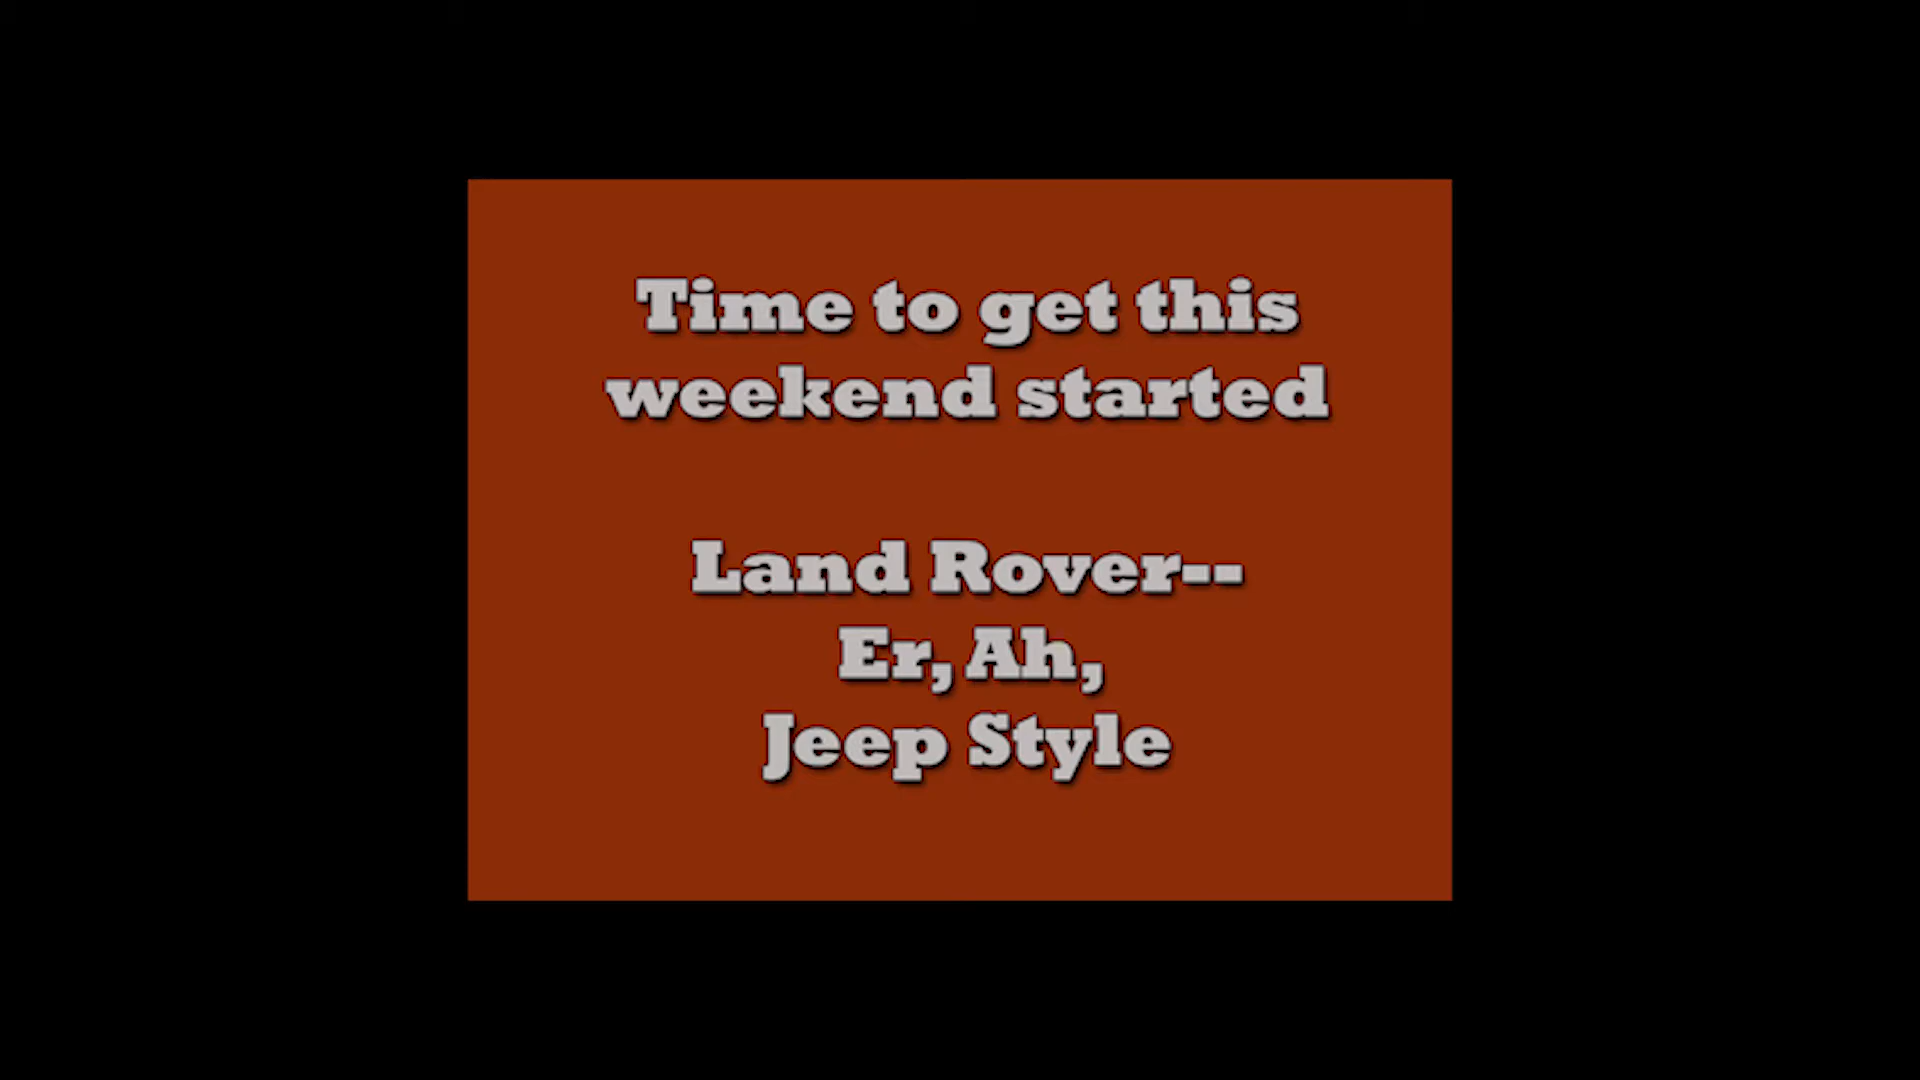 Time to get this
weekend started
Land Rover--
Er, Ah,
Jeep Style